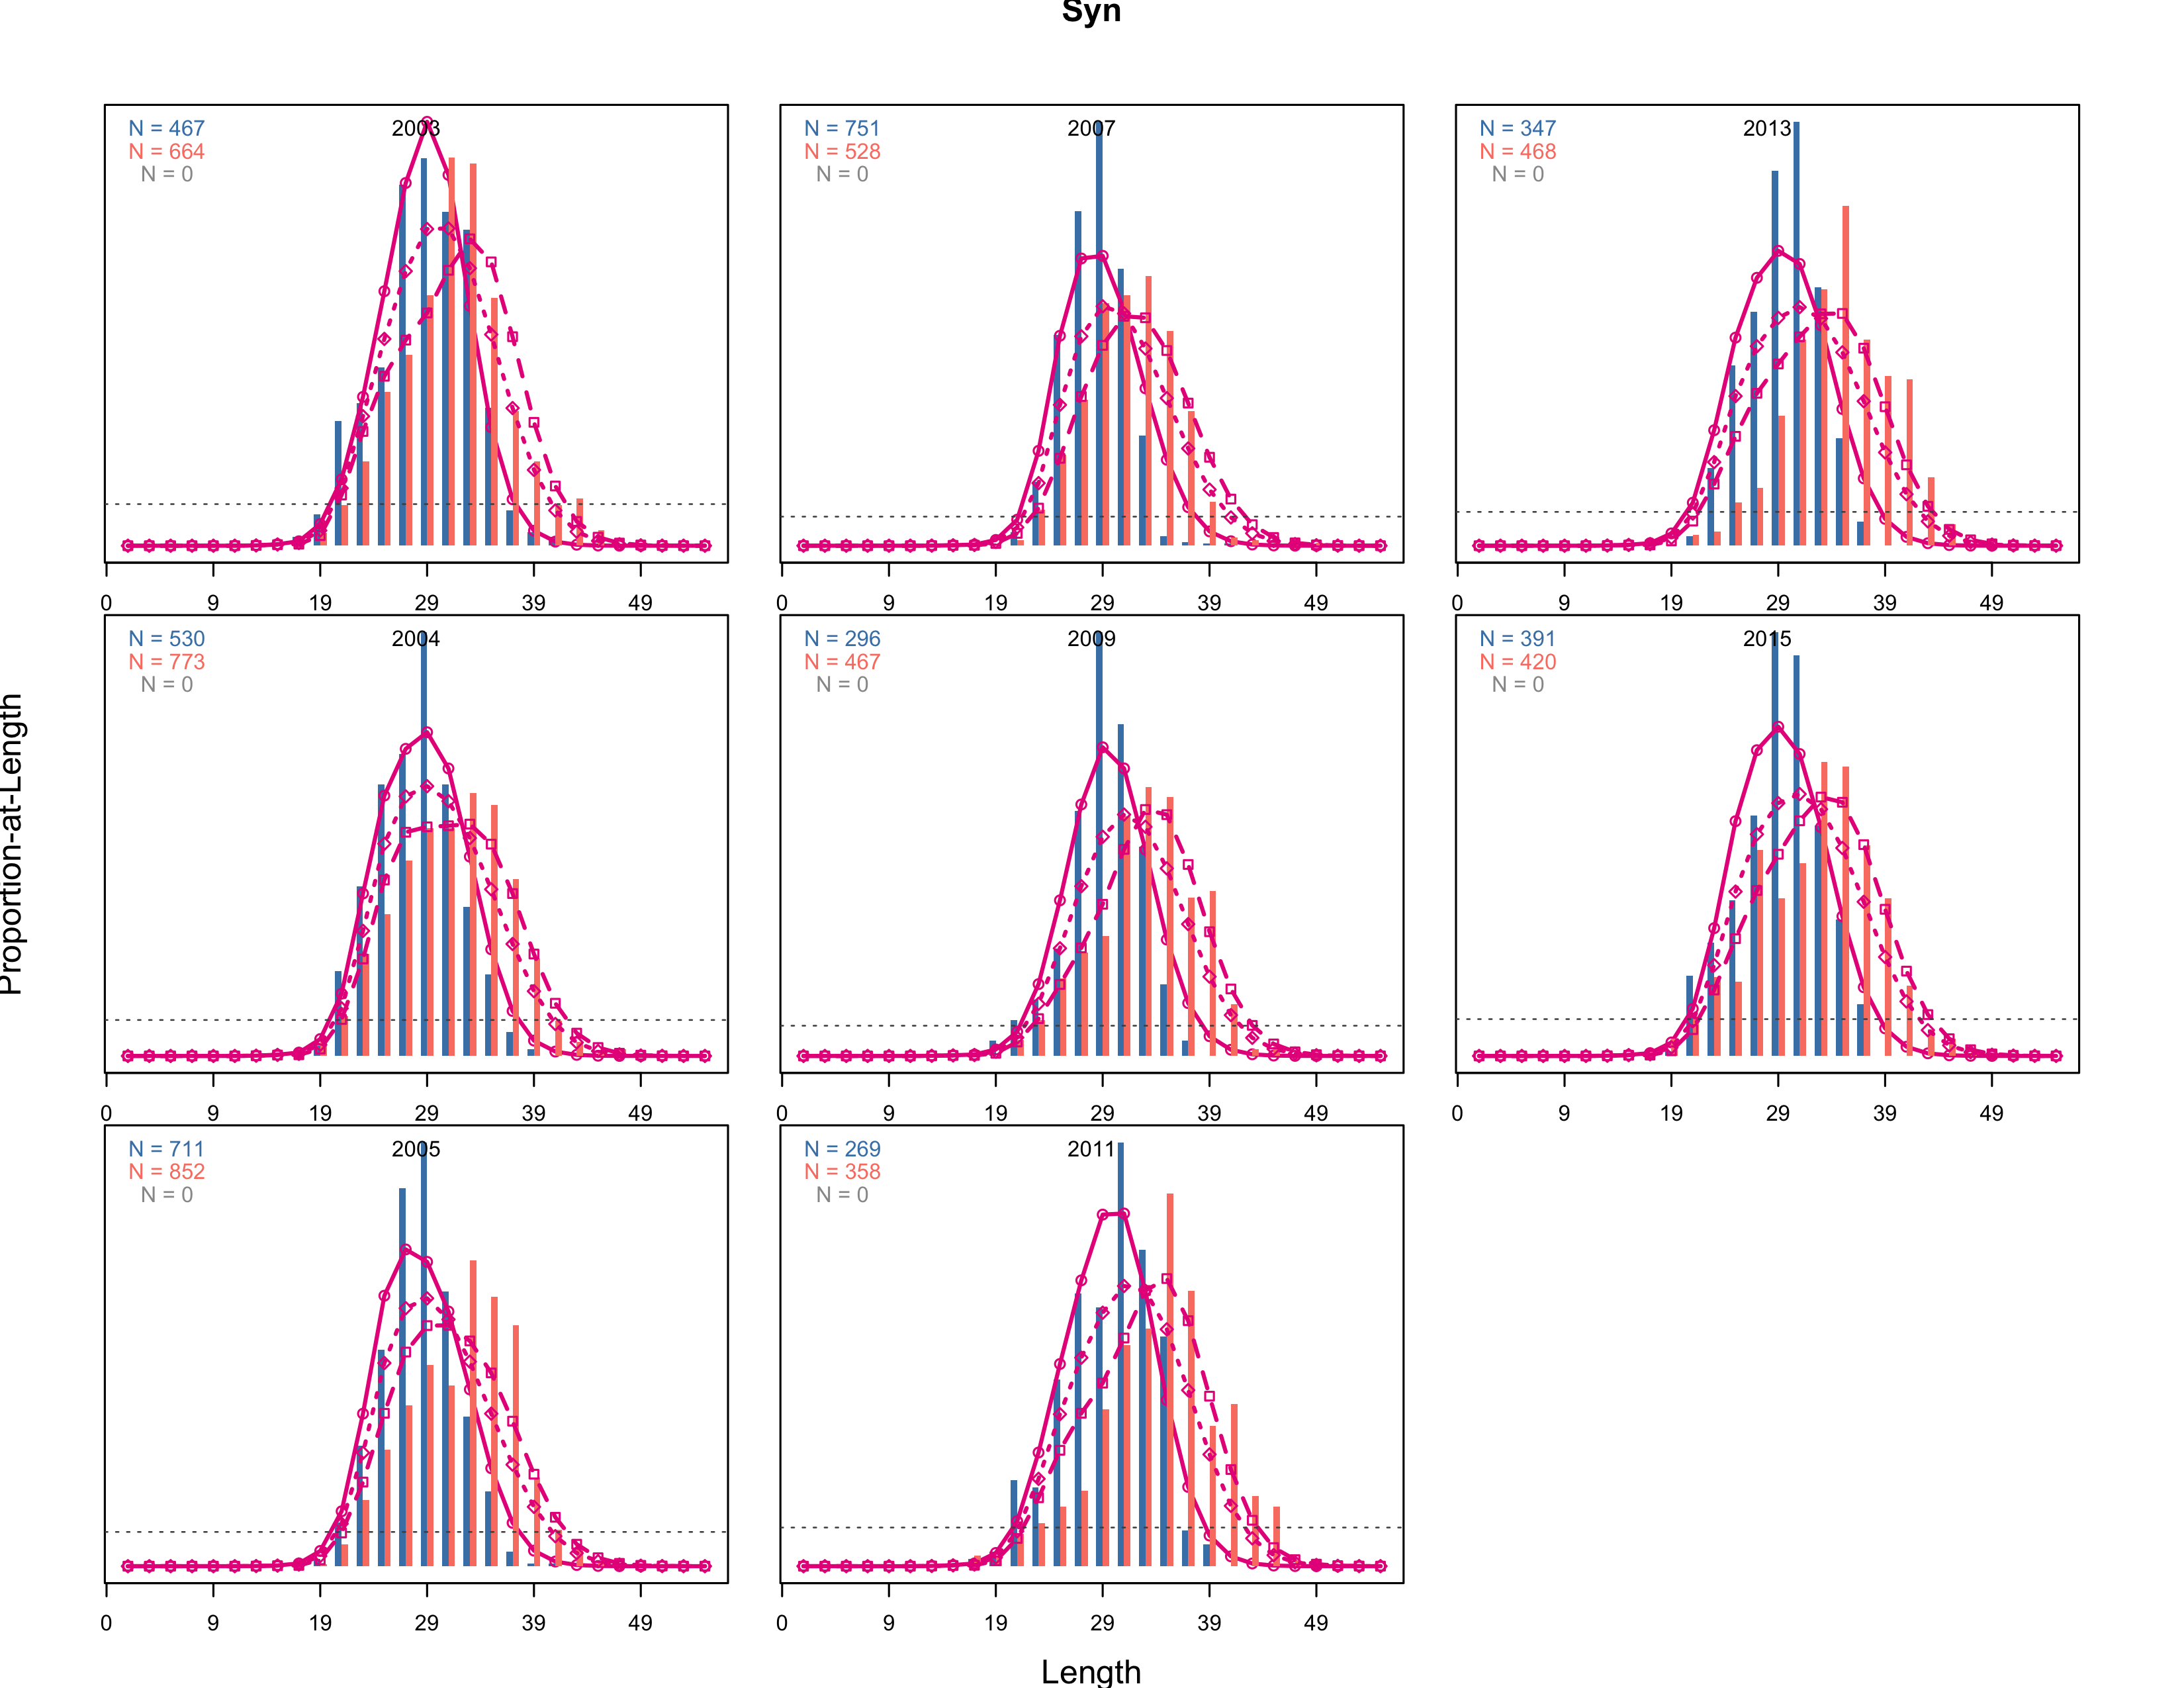 Syn
N = 467
N = 664
N = 0
2003
0 9 19 29 39 49
N = 751
N = 528
N = 0
2007
0 9 19 29 39 49
N = 347
N = 468
N = 0
2013
0 9 19 29 39 49
N = 530
N = 773
N = 0
2004
0 9 19 29 39 49
N = 296
N = 467
N = 0
2009
0 9 19 29 39 49
N = 391
N = 420
N = 0
2015
0 9 19 29 39 49
N = 711
N = 852
N = 0
2005
0 9 19 29 39 49
N = 269
N = 358
N = 0
2011
0 9 19 29 39 49
Proportion-at-Length
Length